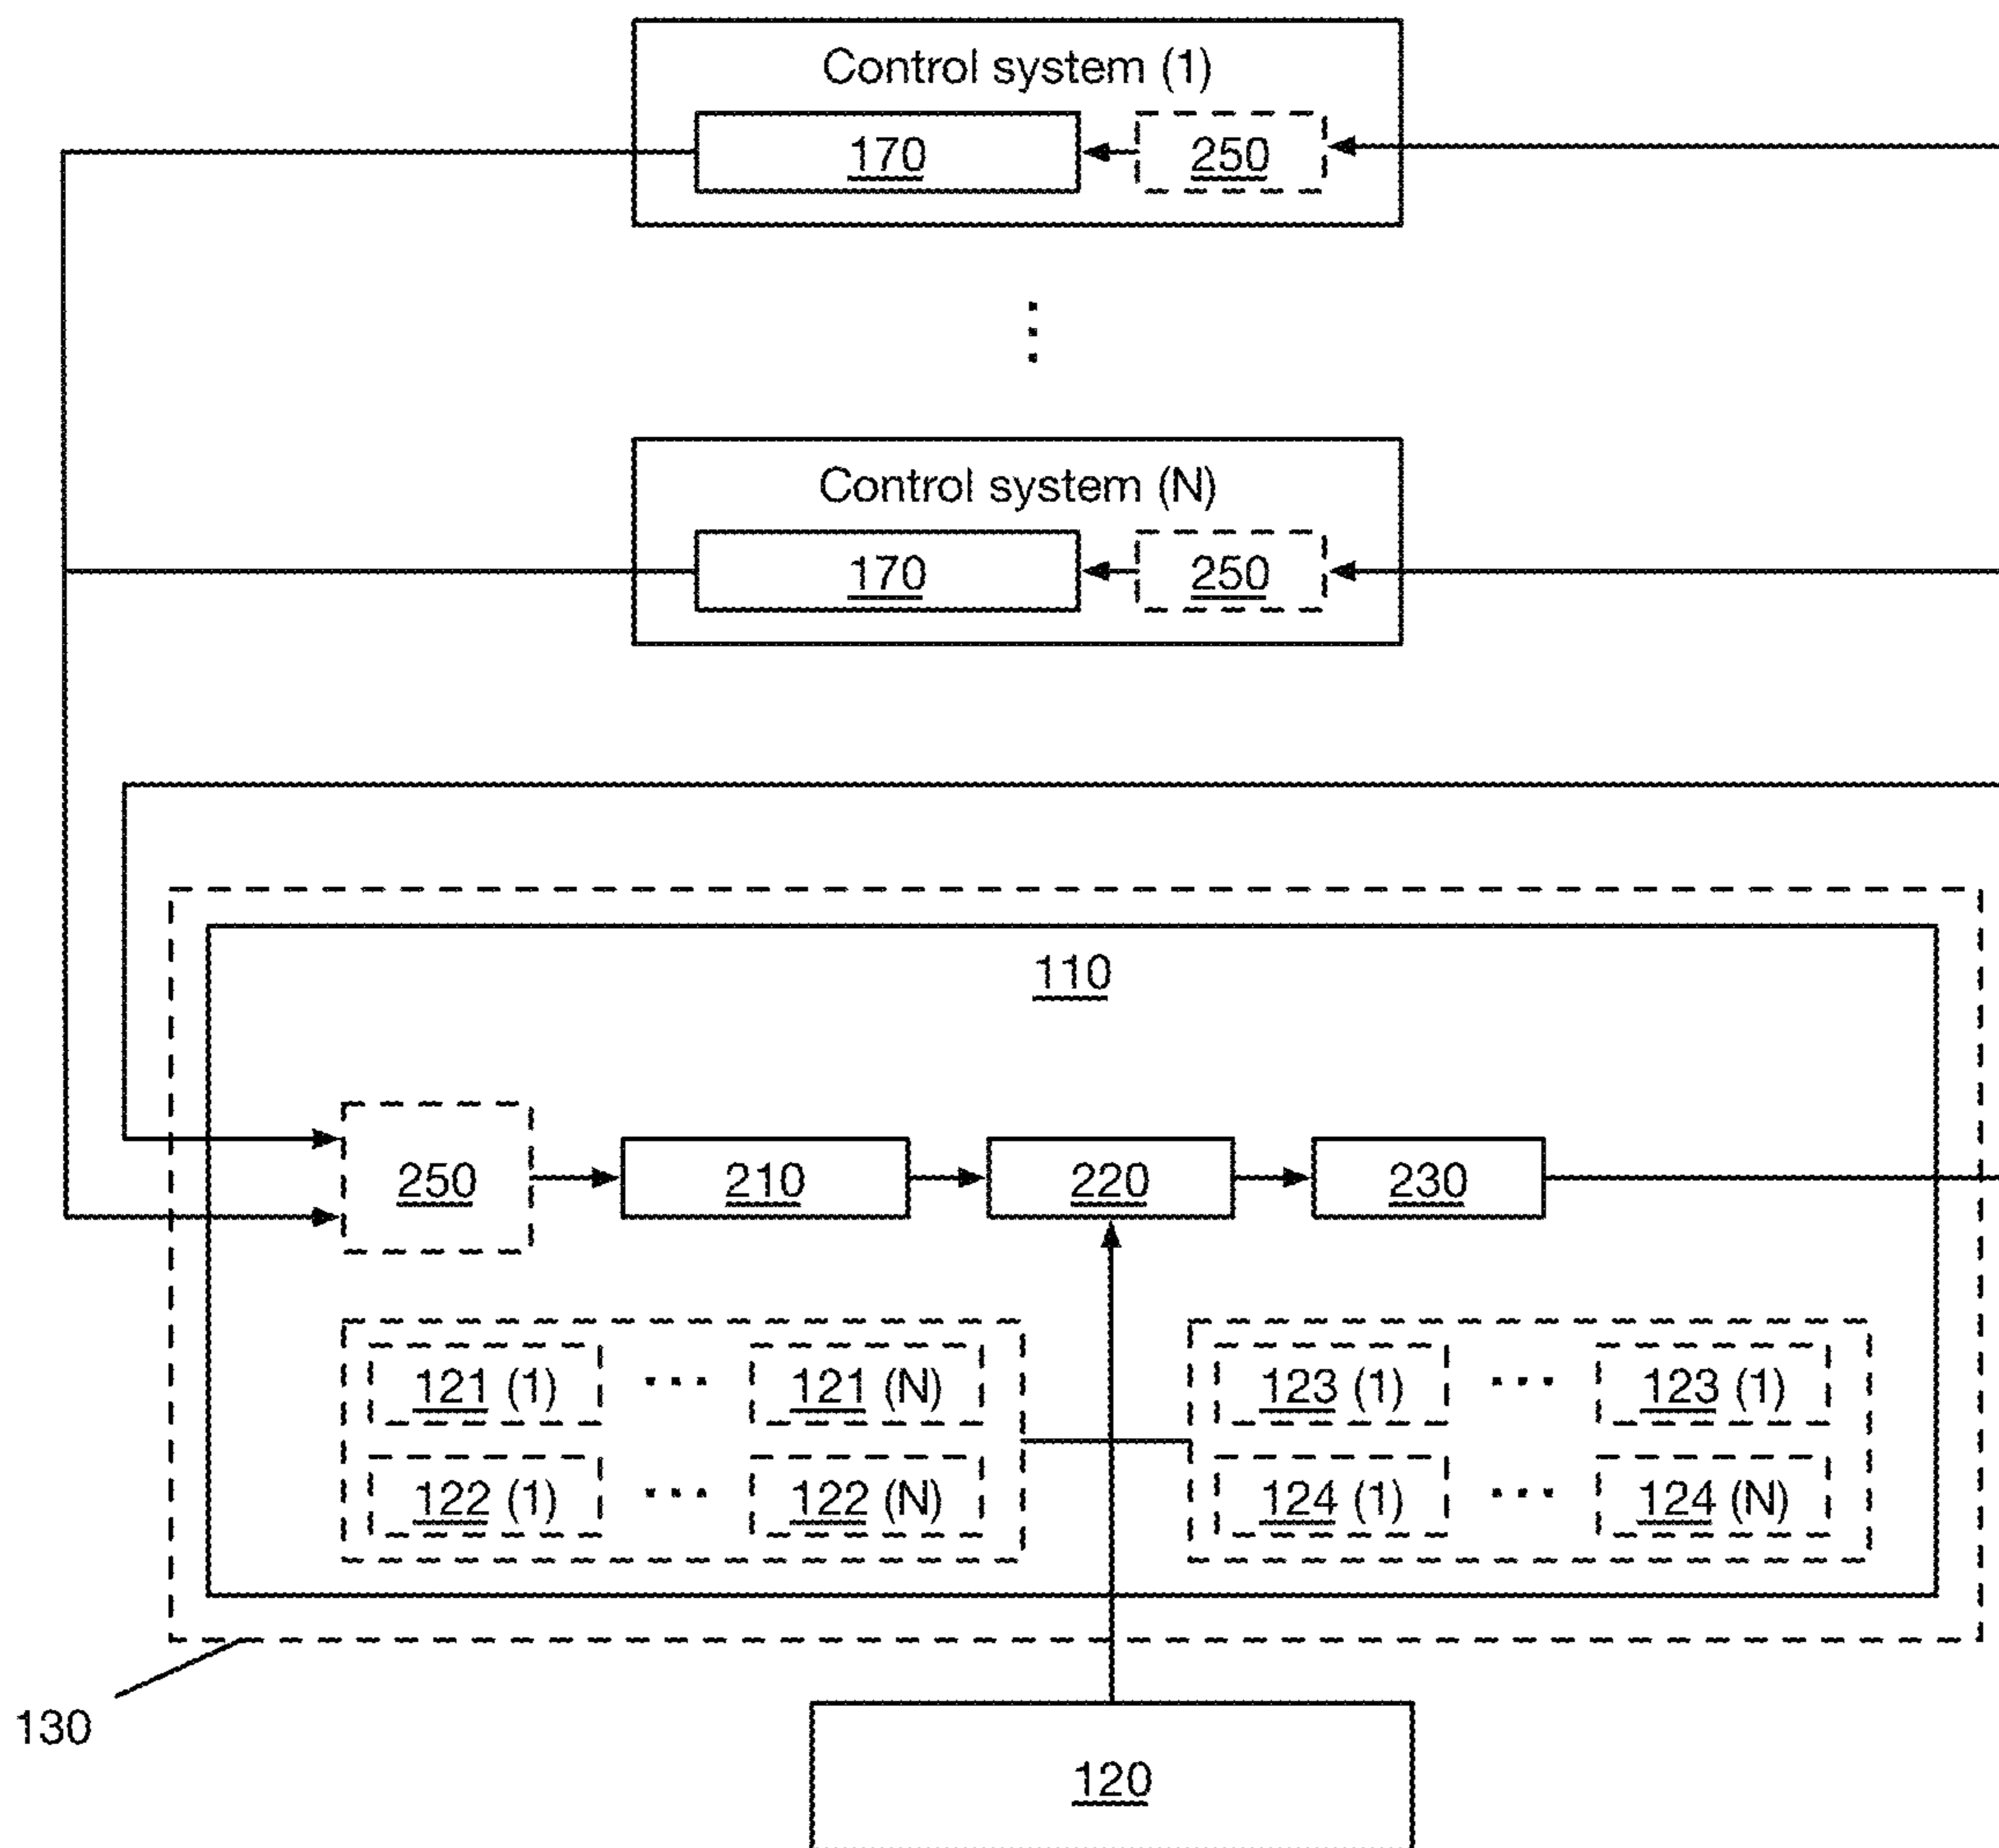 Control system (1)
170 250
⋮
Control system (N)
170 250
110
250 210 220 230
121 (1) ... 121 (N) 123 (1) ... 123 (1)
122 (1) ... 122 (N) 124 (1) ... 124 (N)
130
120